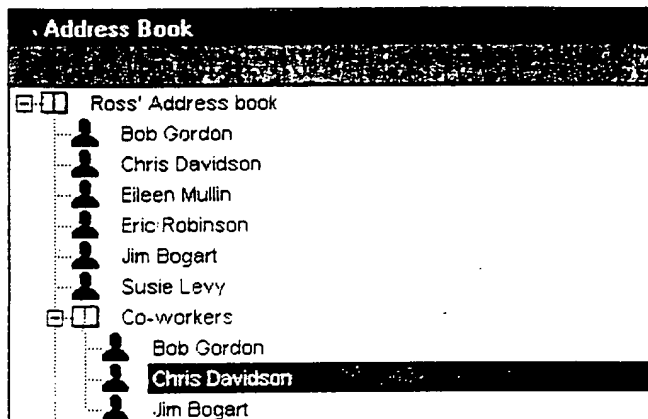 Address Book
Ross' Address book
Bob Gordon
Chris Davidson
Eileen Mullin
Eric Robinson
Jim Bogart
Susie Levy
Co-workers
Bob Gordon
Chris Davidson
Jim Bogart